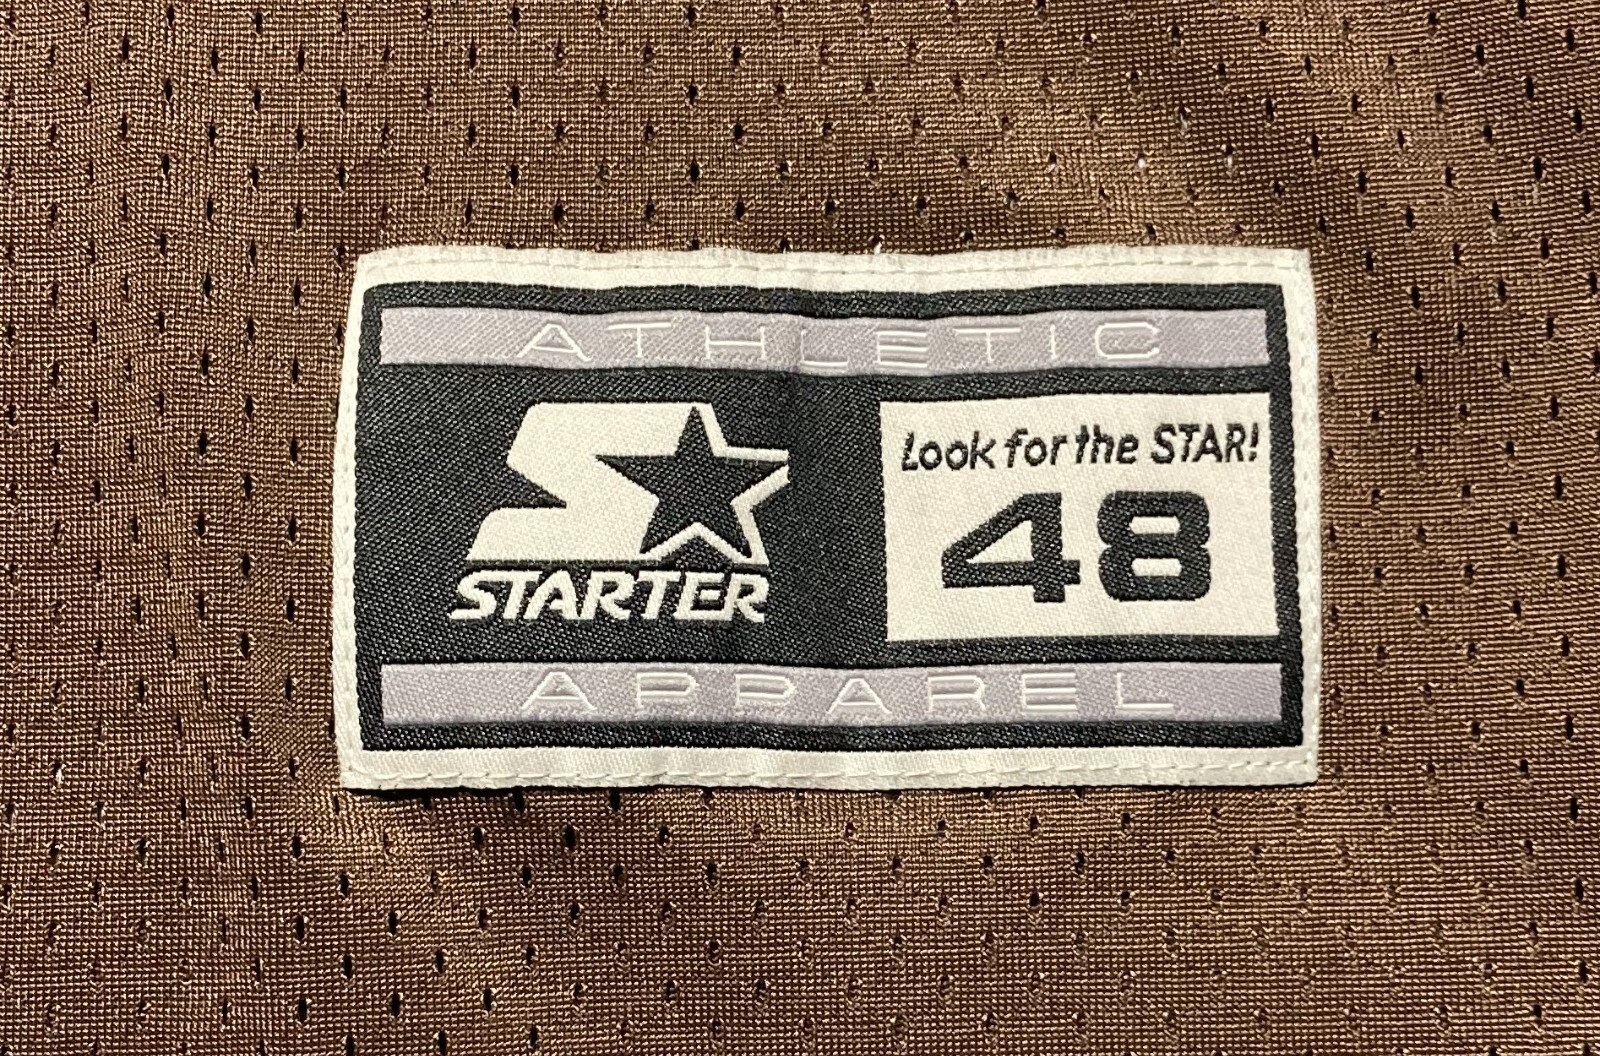 ATHLETIC
STARTER
Look for the STAR!
48
APPAREL